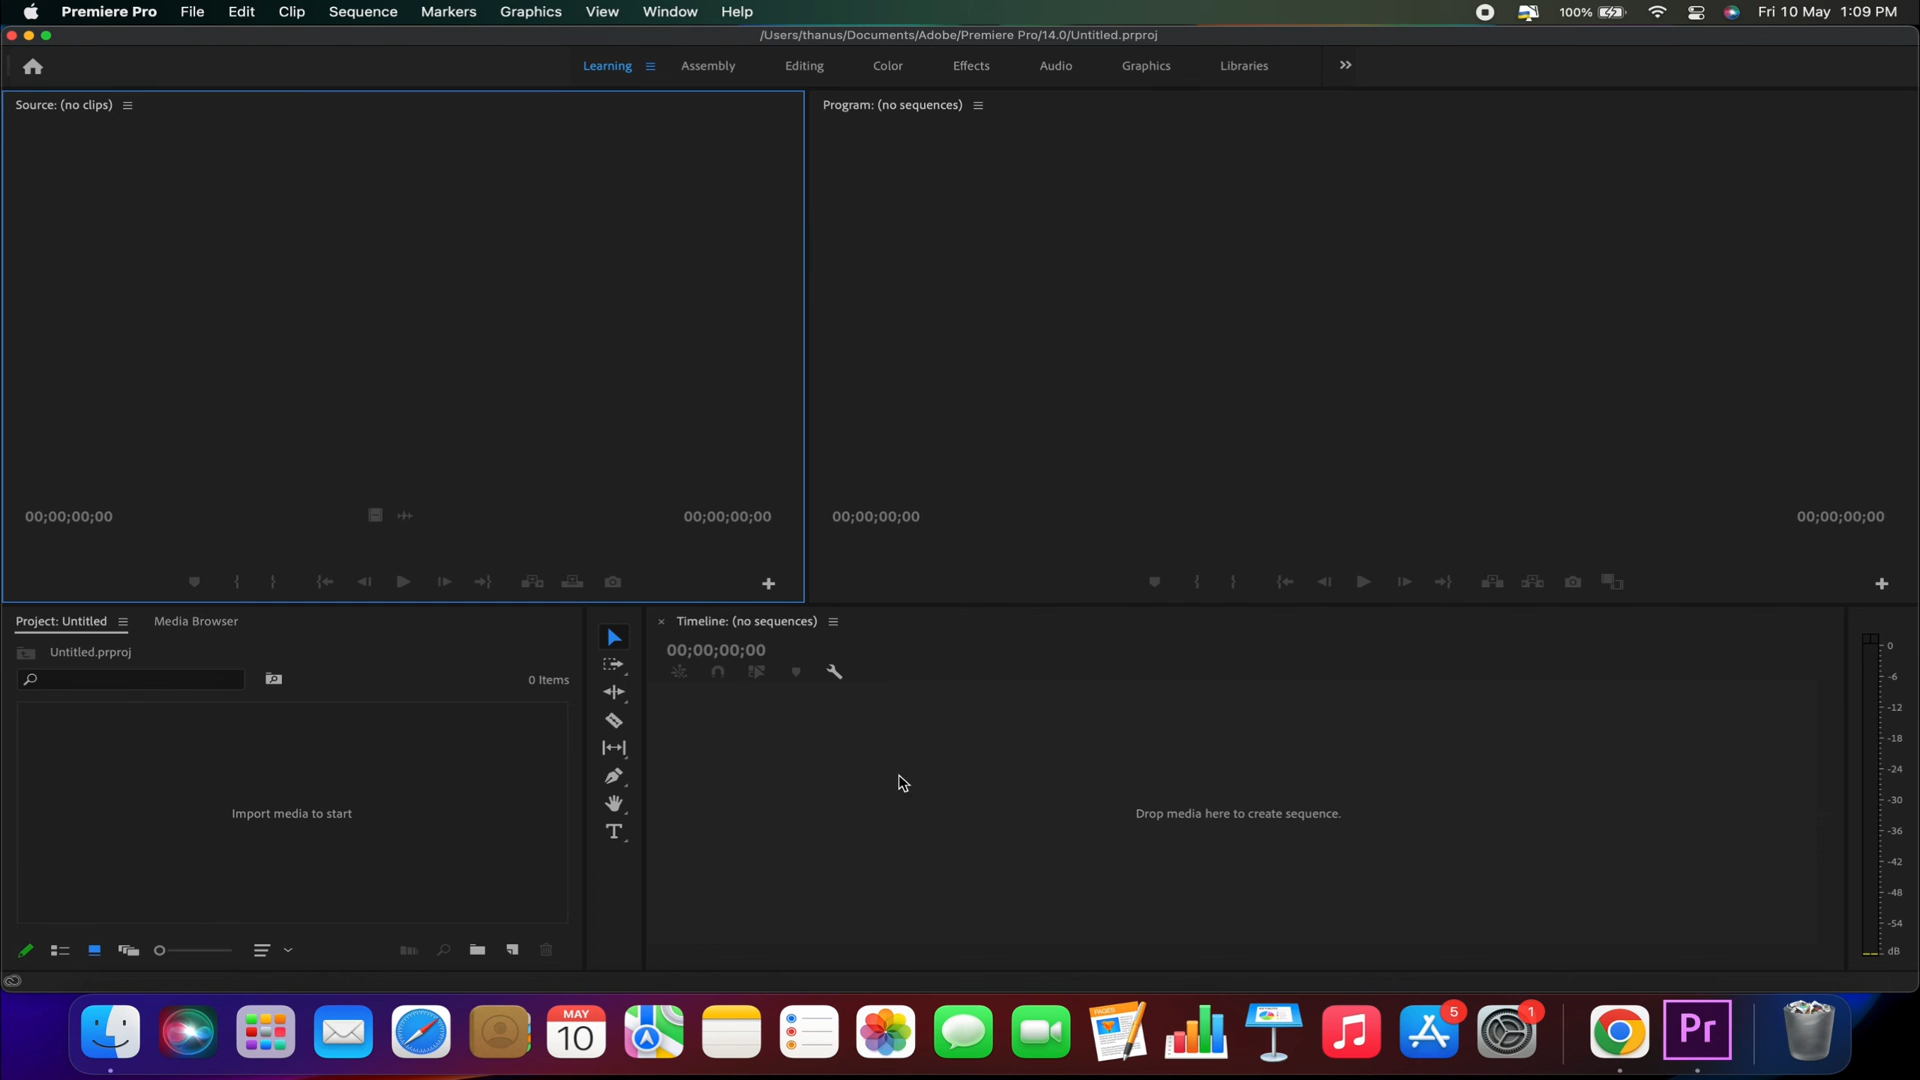 Premiere Pro File Edit Clip Sequence Markers Graphics View Window Help 100% Fri 10 May 1:09 PM
/Users/thanus/Documents/Adobe/Premiere Pro/14.0/Untitled.prproj
Learning Assembly Editing Color Effects Audio Graphics Libraries
Source: (no clips) Program: (no sequences)
00;00;00;00 00;00;00;00 00;00;00;00 00;00;00;00
Project: Untitled Media Browser
Timeline: (no sequences)
Untitled.prproj
00;00;00;00
0 Items
Import media to start
Drop media here to create sequence.
0
-6
-12
-18
-24
-30
-36
-42
-48
-54
dB
MAY
10
PAGES
5
1
Pr